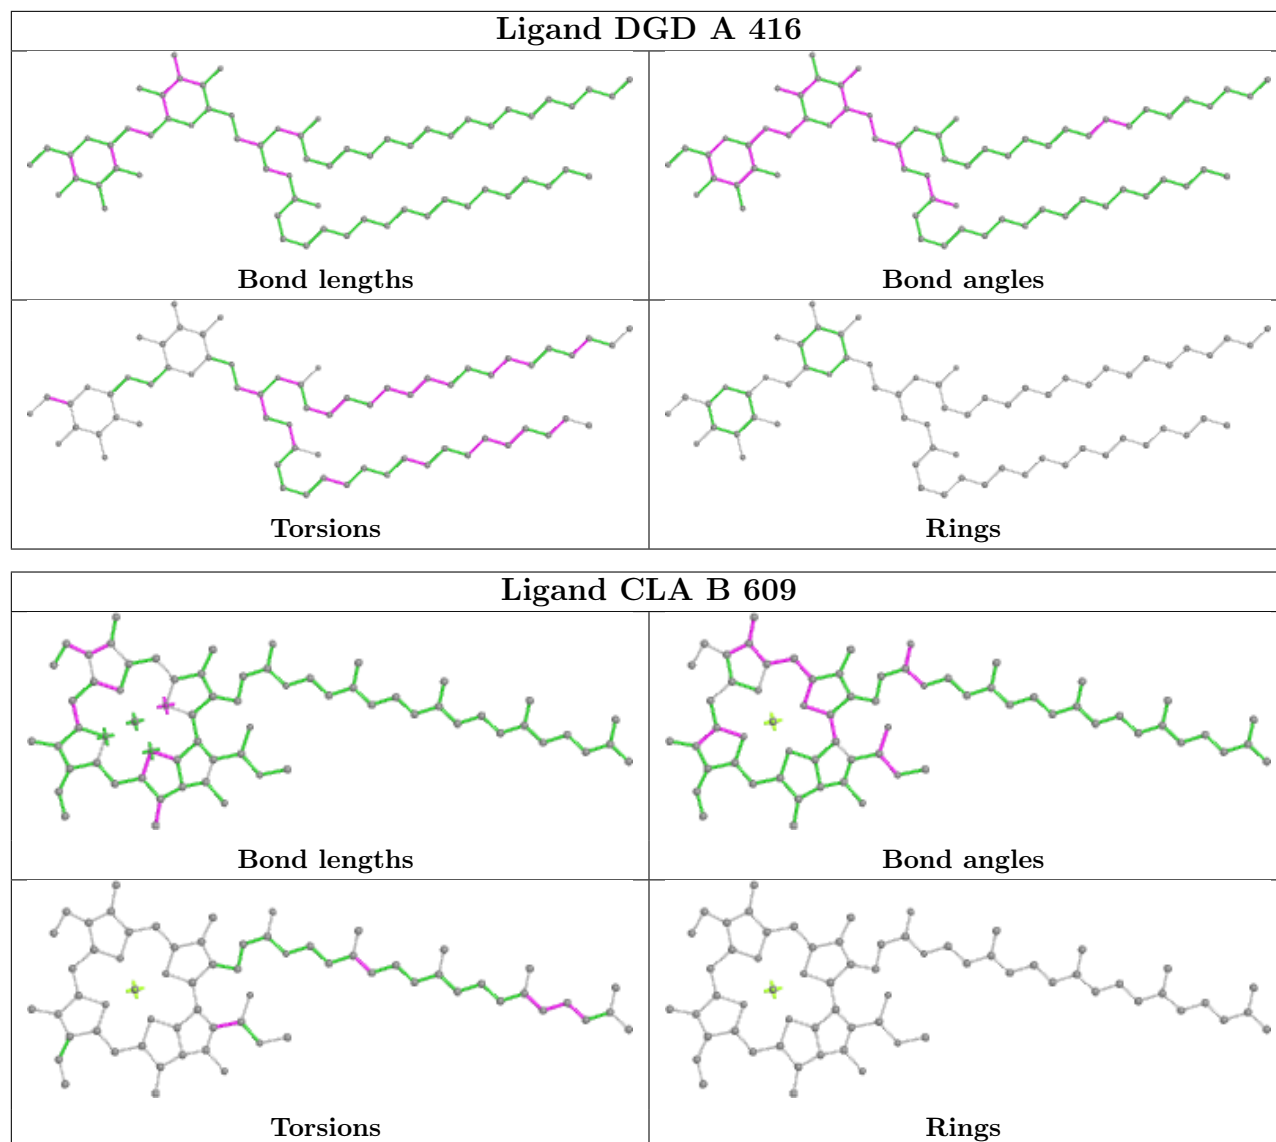 Ligand DGD A 416
Bond lengths
Bond angles
Torsions
Rings
Ligand CLA B 609
Bond lengths
Bond angles
Torsions
Rings